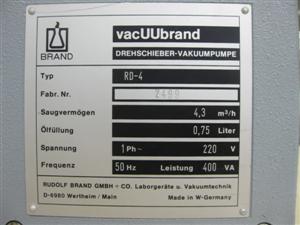 vacUUbrand
BRAND
DREHSCHIEBER-VAKUUMPUMPE
Typ RD-4
Fabr. Nr. 2499
Saugvermögen 4,3 m³/h
Ölfüllung 0,75 Liter
Spannung 1 Ph~ 220 V
Frequenz 50 Hz Leistung 400 VA
RUDOLF BRAND GMBH + CO. Laborgeräte u. Vakuumtechnik
D-6980 Wertheim / Main Made in W-Germany